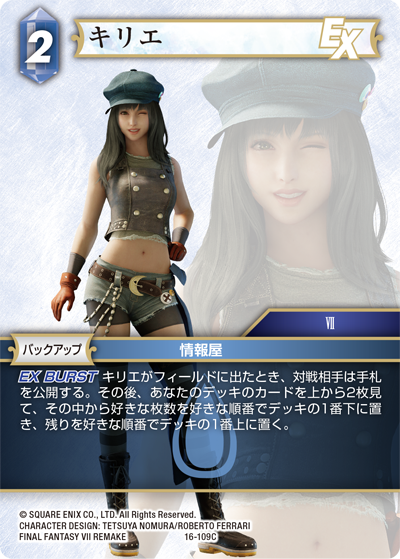 2
キリエ
EX
VII
バックアップ
情報屋
EX BURST キリエがフィールドに出たとき、対戦相手は手札
を公開する。その後、あなたのデッキのカードを上から2枚見
て、その中から好きな枚数を好きな順番でデッキの1番下に置
き、残りを好きな順番でデッキの1番上に置く。
© SQUARE ENIX CO., LTD. All Rights Reserved.
CHARACTER DESIGN: TETSUYA NOMURA/ROBERTO FERRARI
FINAL FANTASY VII REMAKE 16-109C